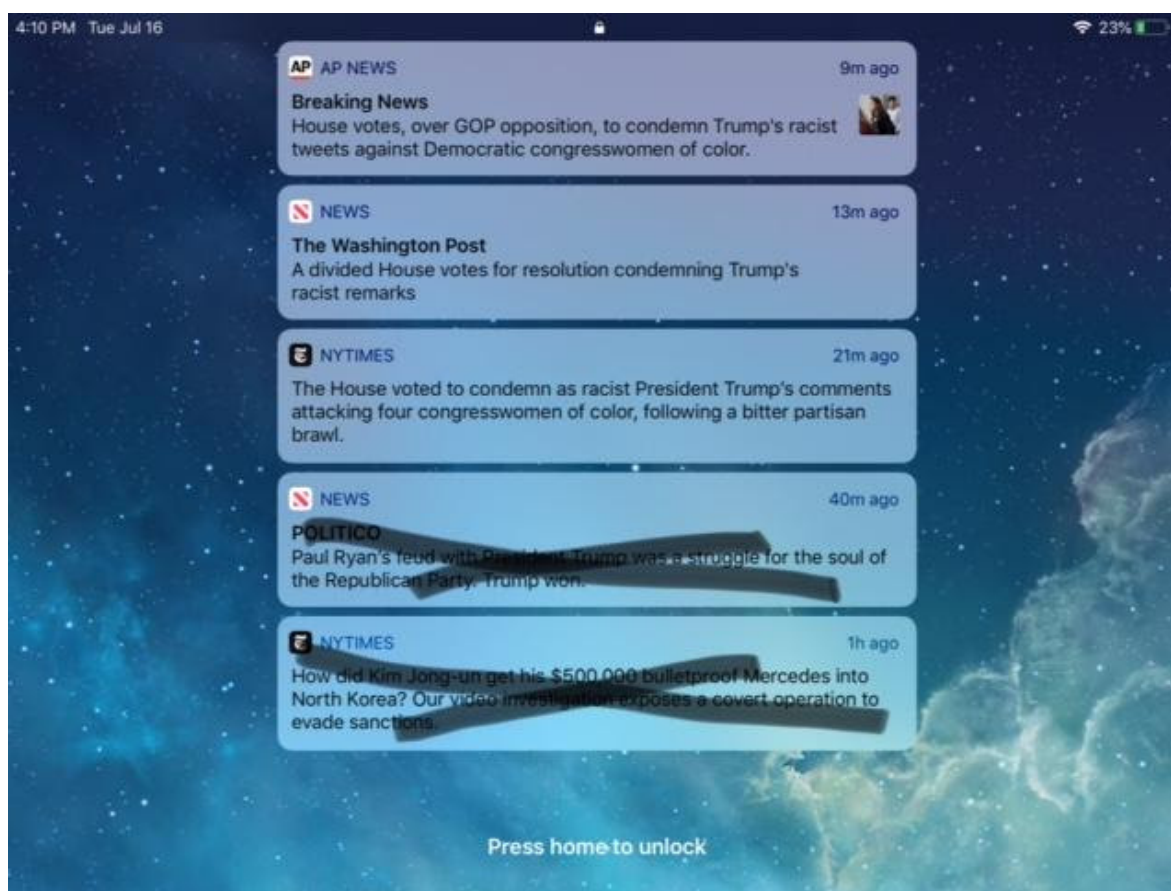 4:10 PM Tue Jul 16
23%
AP AP NEWS 9m ago
Breaking News
House votes, over GOP opposition, to condemn Trump's racist
tweets against Democratic congresswomen of color.
NEWS 13m ago
The Washington Post
A divided House votes for resolution condemning Trump's
racist remarks
NYTIMES 21m ago
The House voted to condemn as racist President Trump's comments
attacking four congresswomen of color, following a bitter partisan
brawl.
NEWS 40m ago
POLITICO
Paul Ryan's feud with President Trump was a struggle for the soul of
the Republican Party. Trump won.
NYTIMES 1h ago
How did Kim Jong-un get his $500,000 bulletproof Mercedes into
North Korea? Our video investigation exposes a covert operation to
evade sanctions.
Press home to unlock